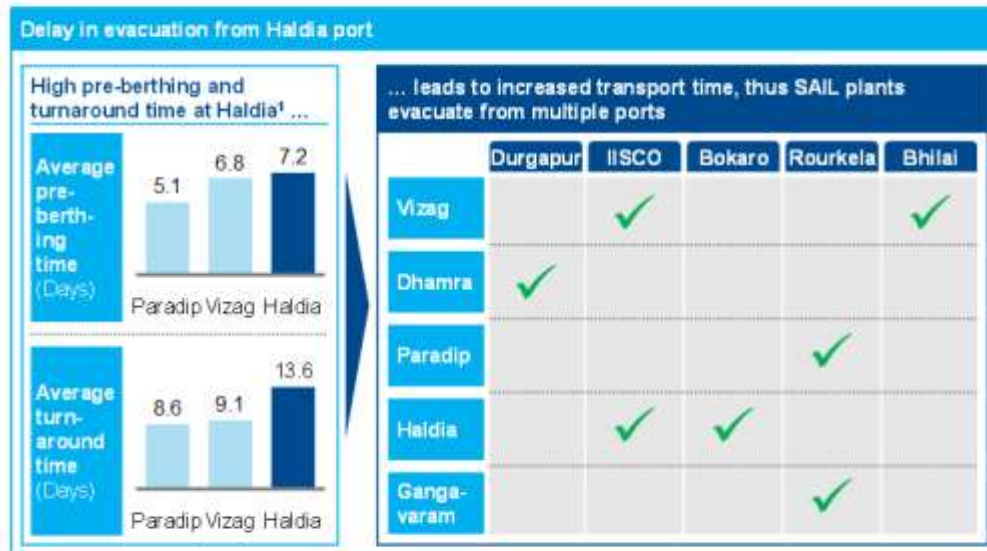 Delay in evacuation from Haldia port
High pre-berthing and
turnaround time at Haldia¹ ...
Average
pre-
berth-
ing
time
(Days)
5.1
6.8
7.2
Paradip Vizag Haldia
Average
turn-
around
time
(Days)
8.6
9.1
13.6
Paradip Vizag Haldia
... leads to increased transport time, thus SAIL plants
evacuate from multiple ports
Durgapur IISCO Bokaro Rourkela Bhilai
Vizag
Dhamra
Paradip
Haldia
Ganga-
varam